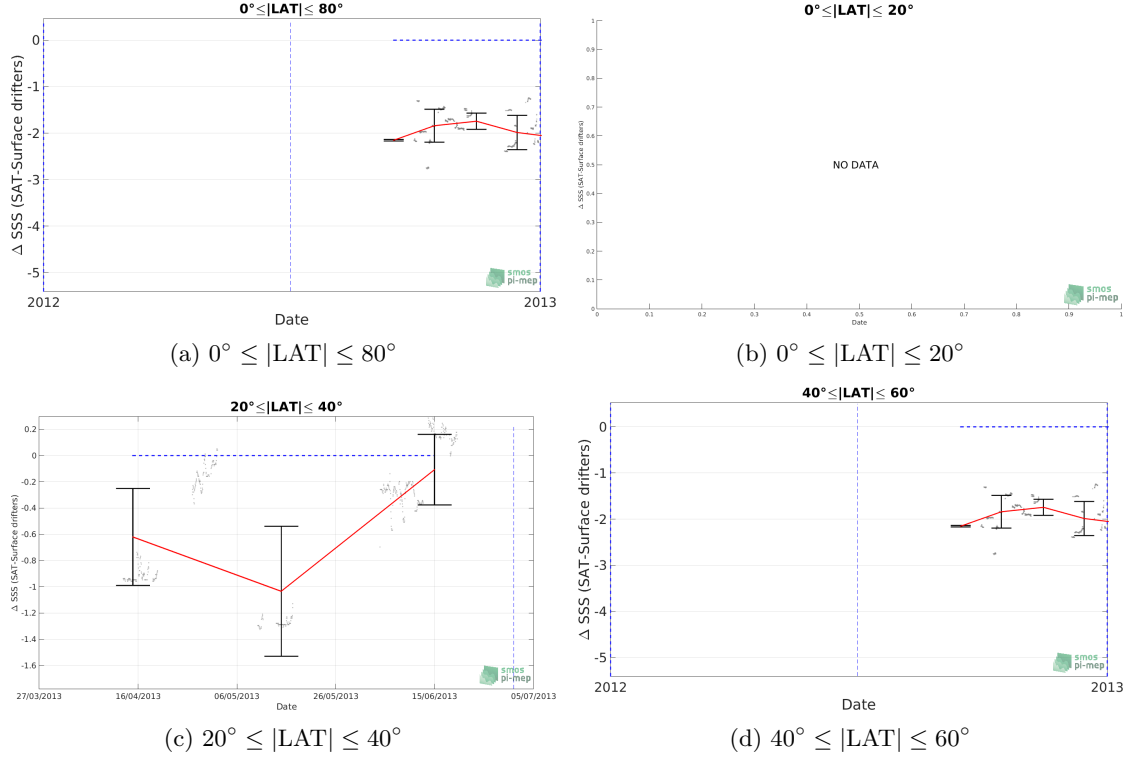 0°≤|LAT|≤ 80°
Δ SSS (SAT-Surface drifters)
0
-1
-2
-3
-4
-5
2012
2013
Date
smos
pi-mep
(a) 0° ≤ |LAT| ≤ 80°
0°≤|LAT|≤ 20°
Δ SSS (SAT-Surface drifters)
1
0.9
0.8
0.7
0.6
0.5
0.4
0.3
0.2
0.1
0
NO DATA
0
0.1
0.2
0.3
0.4
0.5
0.6
0.7
0.8
0.9
1
Date
smos
pi-mep
(b) 0° ≤ |LAT| ≤ 20°
20°≤|LAT|≤ 40°
Δ SSS (SAT-Surface drifters)
0.2
0
-0.2
-0.4
-0.6
-0.8
-1
-1.2
-1.4
-1.6
27/03/2013
16/04/2013
06/05/2013
26/05/2013
15/06/2013
05/07/2013
Date
smos
pi-mep
(c) 20° ≤ |LAT| ≤ 40°
40°≤|LAT|≤ 60°
Δ SSS (SAT-Surface drifters)
0
-1
-2
-3
-4
-5
2012
2013
Date
smos
pi-mep
(d) 40° ≤ |LAT| ≤ 60°